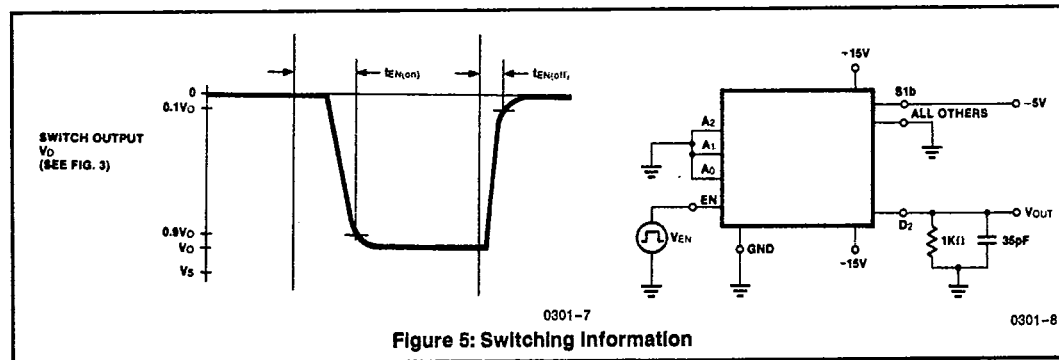 tEN(on)
tEN(off)
0
0.1VO
SWITCH OUTPUT
VO
(SEE FIG. 3)
0.9VO
VO
VS
0301-7
+15V
S1b
-5V
ALL OTHERS
A2
A1
A0
EN
VEN
GND
-15V
D2
VOUT
1KΩ
35pF
0301-8
Figure 5: Switching Information